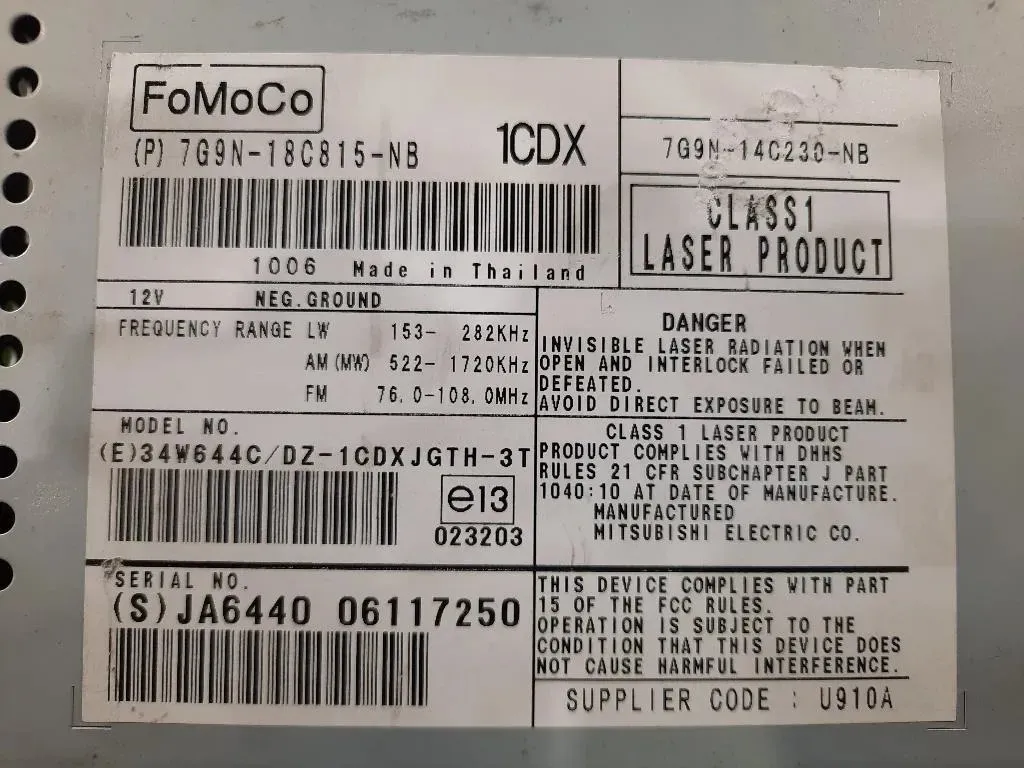 FoMoCo
(P) 7G9N-18C815-NB
1CDX
7G9N-14C230-NB
CLASS1
LASER PRODUCT
1006 Made in Thailand
12V NEG.GROUND
FREQUENCY RANGE LW 153- 282KHz
AM (MW) 522- 1720KHz
FM 76.0-108.0MHz
DANGER
INVISIBLE LASER RADIATION WHEN
OPEN AND INTERLOCK FAILED OR
DEFEATED.
AVOID DIRECT EXPOSURE TO BEAM.
MODEL NO.
(E)34W644C/DZ-1CDXJGTH-3T
e13
023203
CLASS 1 LASER PRODUCT
PRODUCT COMPLIES WITH DHHS
RULES 21 CFR SUBCHAPTER J PART
1040:10 AT DATE OF MANUFACTURE.
MANUFACTURED
MITSUBISHI ELECTRIC CO.
SERIAL NO.
(S)JA6440 06117250
THIS DEVICE COMPLIES WITH PART
15 OF THE FCC RULES.
OPERATION IS SUBJECT TO THE
CONDITION THAT THIS DEVICE DOES
NOT CAUSE HARMFUL INTERFERENCE.
SUPPLIER CODE : U910A